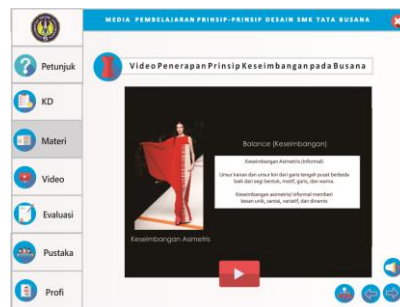 MEDIA PEMBELAJARAN PRINSIP-PRINSIP DESAIN SMK TATA BUSANA
Petunjuk
KD
Materi
Video
Evaluasi
Pustaka
Profi
Video Penerapan Prinsip Keseimbangan pada Busana
Balance (Keseimbangan)
Keseimbangan Asimetris (Informal)
Unsur kanan dan unsur kiri dari garis tengah pusat berbeda
baik dari segi bentuk, motif, garis, dan warna.
Keseimbangan asimetris/ informal memberi
kesan unik, santai, variatif, dan dinamis
Keseimbangan Asimetris